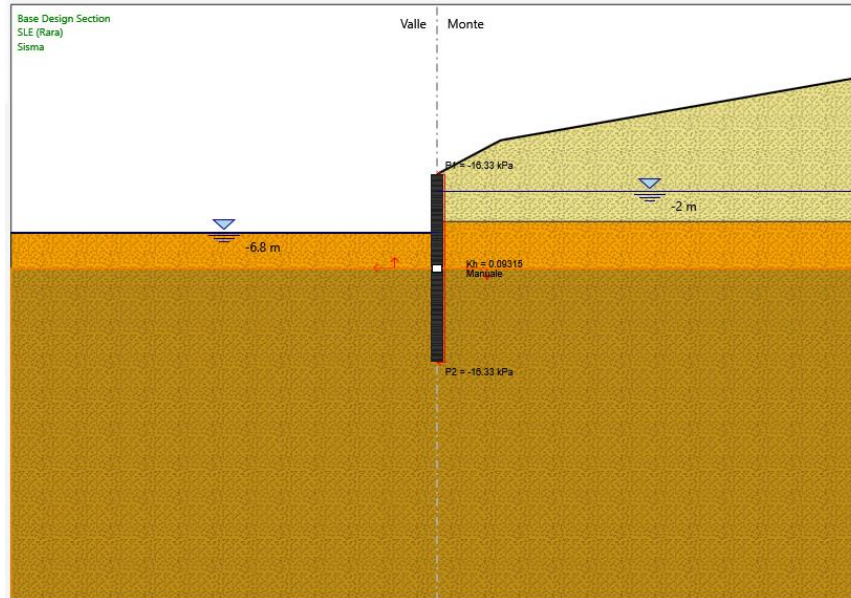 Base Design Section
SLE (Rara)
Sisma
Valle
Monte
P1 = -16.33 kPa
-2 m
-6.8 m
Kh = 0.09315
Manuale
P2 = -16.33 kPa